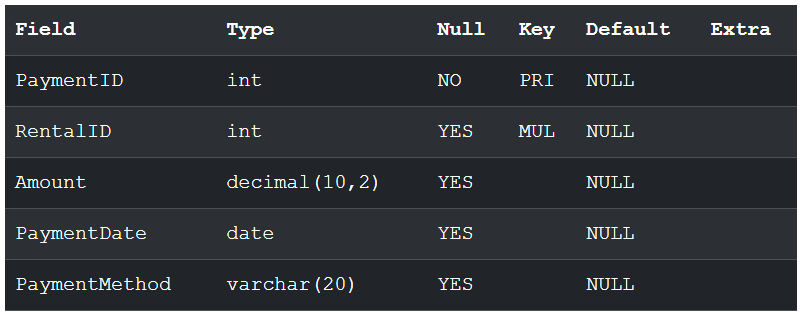 Field Type Null Key Default Extra
PaymentID int NO PRI NULL
RentalID int YES MUL NULL
Amount decimal(10,2) YES NULL
PaymentDate date YES NULL
PaymentMethod varchar(20) YES NULL